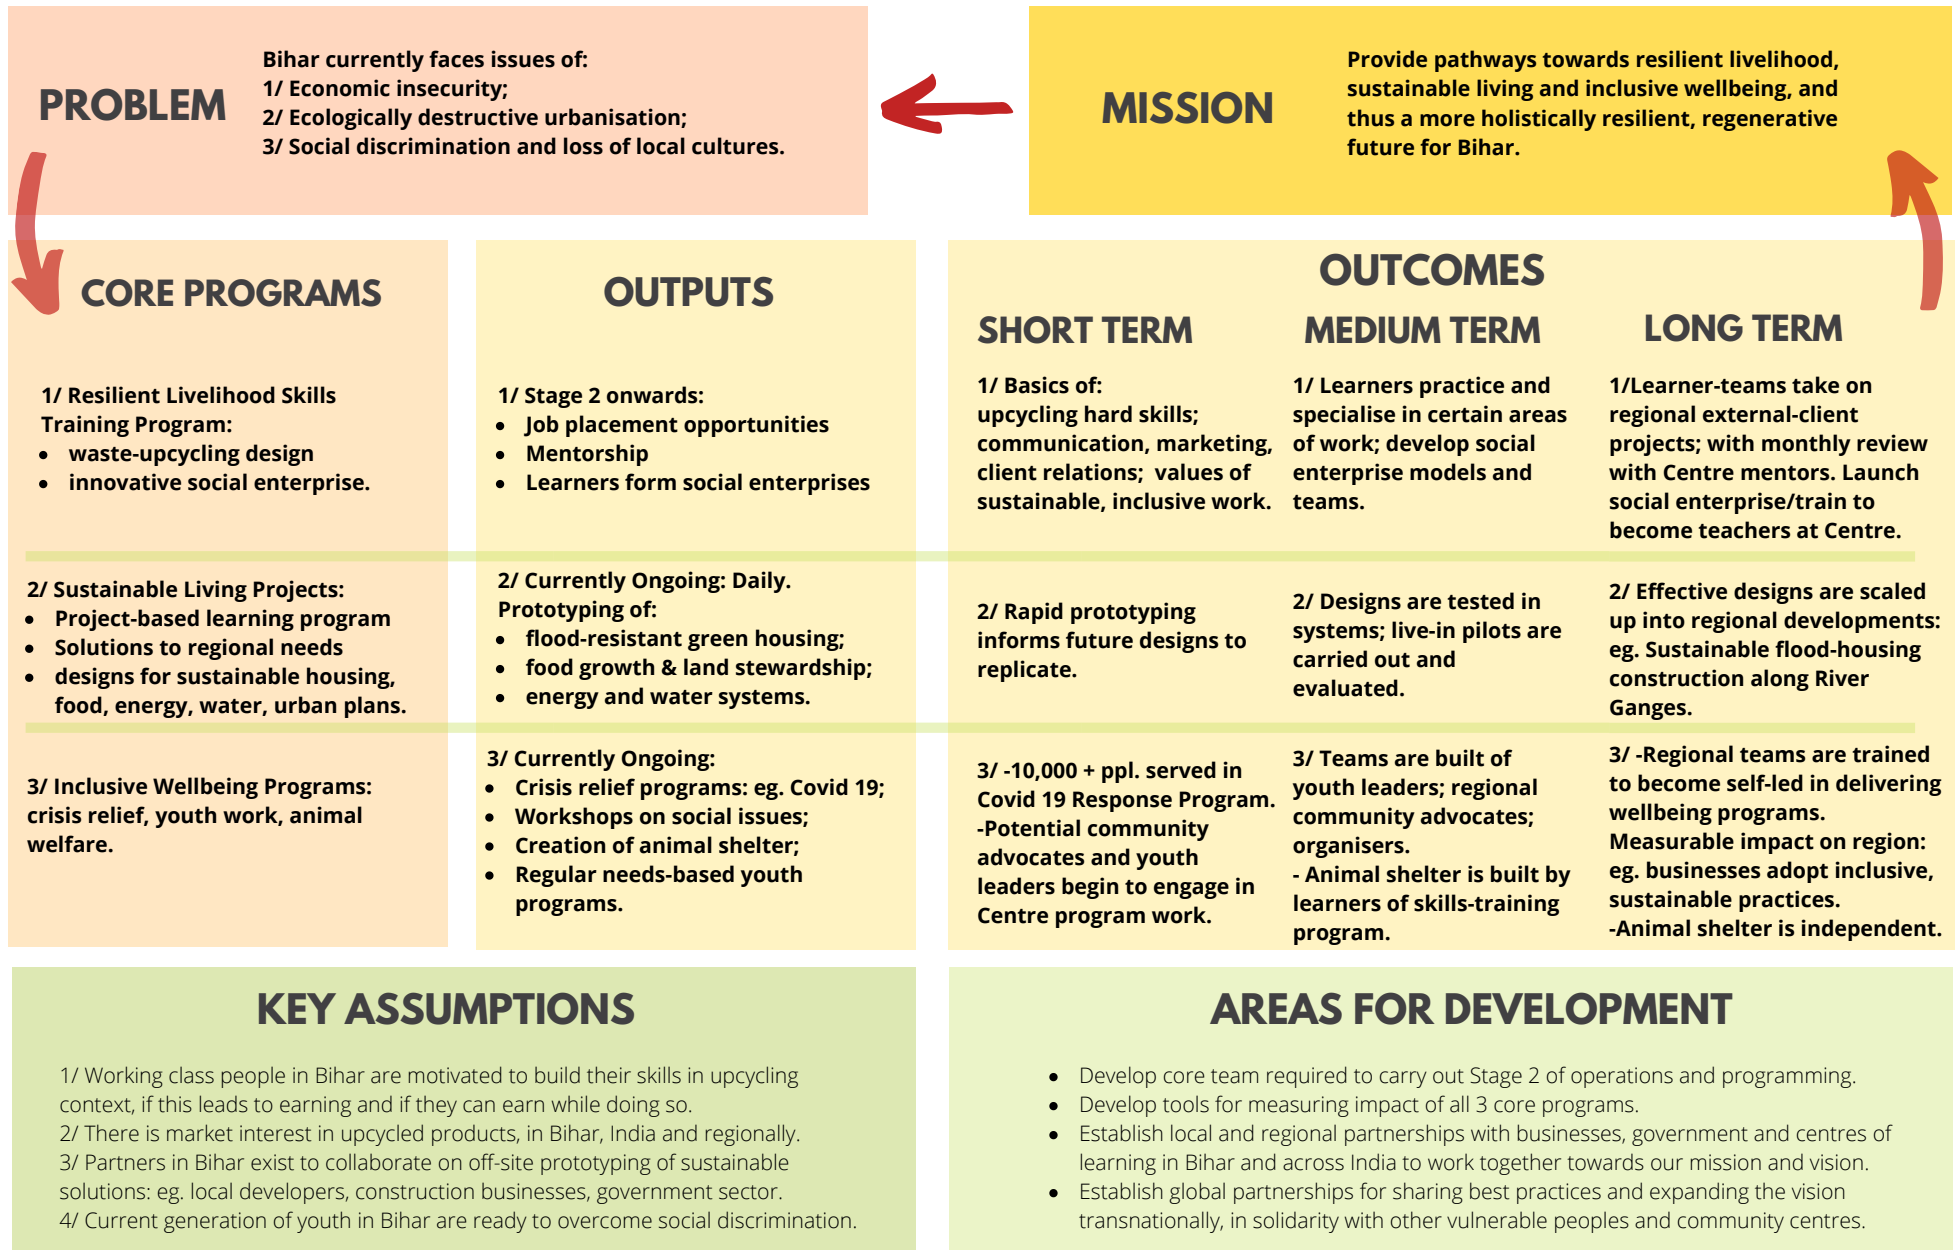 PROBLEM
Bihar currently faces issues of:
1/ Economic insecurity;
2/ Ecologically destructive urbanisation;
3/ Social discrimination and loss of local cultures.
MISSION
Provide pathways towards resilient livelihood,
sustainable living and inclusive wellbeing, and
thus a more holistically resilient, regenerative
future for Bihar.
CORE PROGRAMS
1/ Resilient Livelihood Skills
Training Program:
• waste-upcycling design
• innovative social enterprise.
2/ Sustainable Living Projects:
• Project-based learning program
• Solutions to regional needs
• designs for sustainable housing,
food, energy, water, urban plans.
3/ Inclusive Wellbeing Programs:
crisis relief, youth work, animal
welfare.
OUTPUTS
1/ Stage 2 onwards:
• Job placement opportunities
• Mentorship
• Learners form social enterprises
2/ Currently Ongoing: Daily.
Prototyping of:
• flood-resistant green housing;
• food growth & land stewardship;
• energy and water systems.
3/ Currently Ongoing:
• Crisis relief programs: eg. Covid 19;
• Workshops on social issues;
• Creation of animal shelter;
• Regular needs-based youth
programs.
OUTCOMES
SHORT TERM
1/ Basics of:
upcycling hard skills;
communication, marketing,
client relations; values of
sustainable, inclusive work.
2/ Rapid prototyping
informs future designs to
replicate.
3/ -10,000 + ppl. served in
Covid 19 Response Program.
-Potential community
advocates and youth
leaders begin to engage in
Centre program work.
MEDIUM TERM
1/ Learners practice and
specialise in certain areas
of work; develop social
enterprise models and
teams.
2/ Designs are tested in
systems; live-in pilots are
carried out and
evaluated.
3/ Teams are built of
youth leaders; regional
community advocates;
organisers.
- Animal shelter is built by
learners of skills-training
program.
LONG TERM
1/Learner-teams take on
regional external-client
projects; with monthly review
with Centre mentors. Launch
social enterprise/train to
become teachers at Centre.
2/ Effective designs are scaled
up into regional developments:
eg. Sustainable flood-housing
construction along River
Ganges.
3/ -Regional teams are trained
to become self-led in delivering
wellbeing programs.
Measurable impact on region:
eg. businesses adopt inclusive,
sustainable practices.
-Animal shelter is independent.
KEY ASSUMPTIONS
1/ Working class people in Bihar are motivated to build their skills in upcycling
context, if this leads to earning and if they can earn while doing so.
2/ There is market interest in upcycled products, in Bihar, India and regionally.
3/ Partners in Bihar exist to collaborate on off-site prototyping of sustainable
solutions: eg. local developers, construction businesses, government sector.
4/ Current generation of youth in Bihar are ready to overcome social discrimination.
AREAS FOR DEVELOPMENT
• Develop core team required to carry out Stage 2 of operations and programming.
• Develop tools for measuring impact of all 3 core programs.
• Establish local and regional partnerships with businesses, government and centres of
learning in Bihar and across India to work together towards our mission and vision.
• Establish global partnerships for sharing best practices and expanding the vision
transnationally, in solidarity with other vulnerable peoples and community centres.